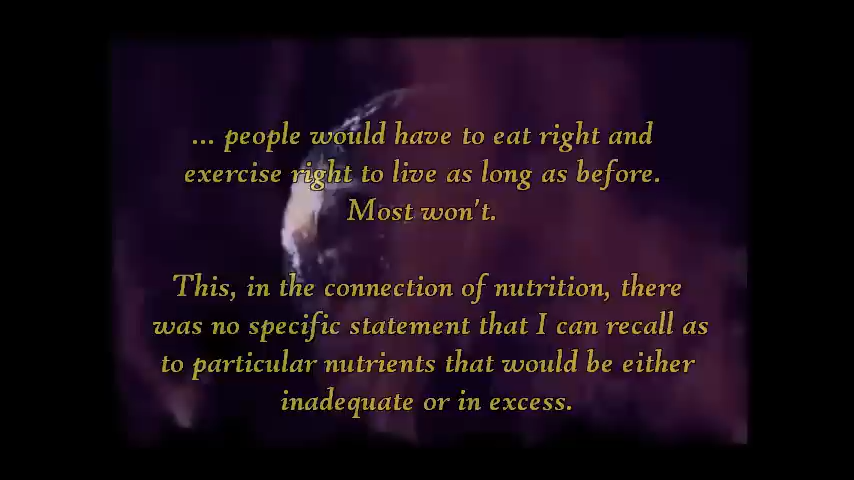 ... people would have to eat right and
exercise right to live as long as before.
Most won't.
This, in the connection of nutrition, there
was no specific statement that I can recall as
to particular nutrients that would be either
inadequate or in excess.